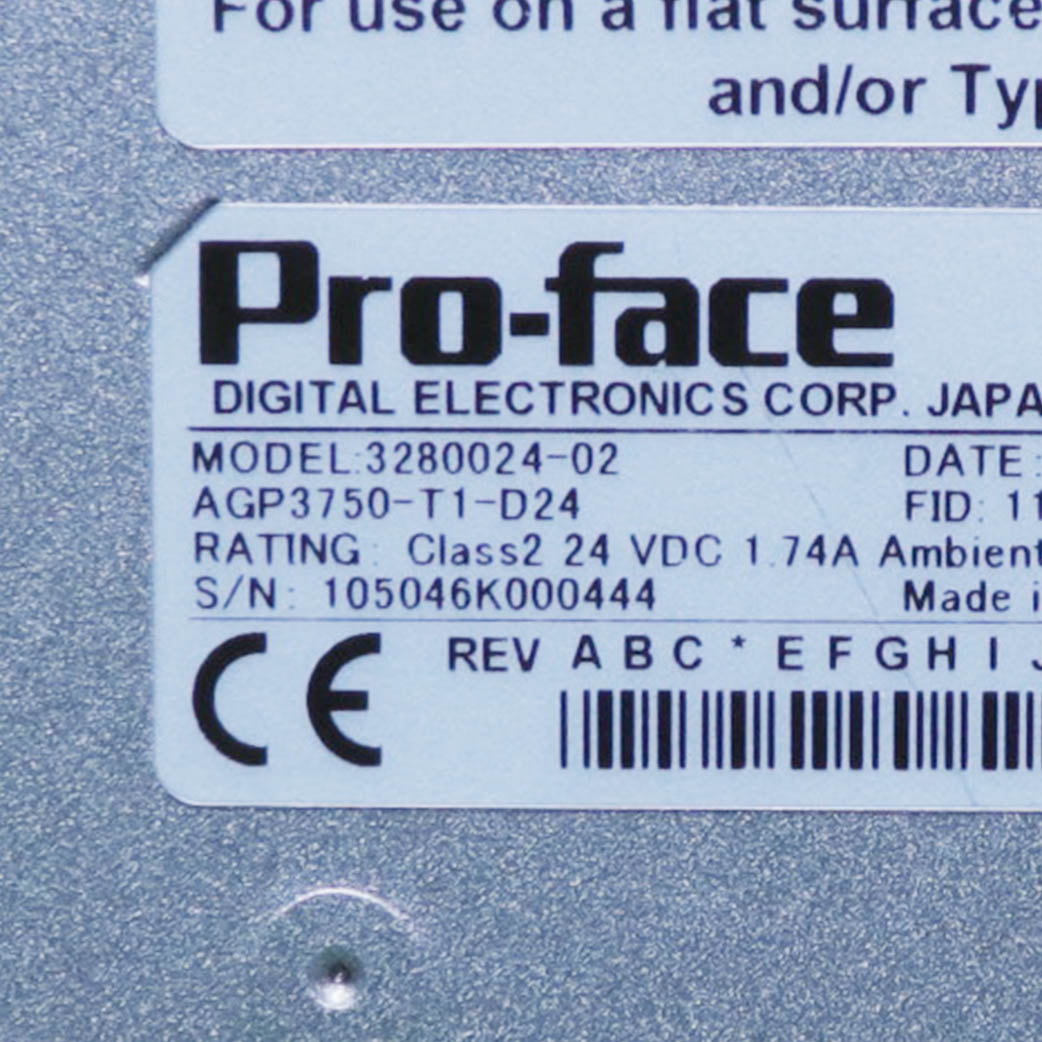 For use on a flat surface
and/or Typ
Pro-face
DIGITAL ELECTRONICS CORP. JAPA
MODEL:3280024-02 DATE:
AGP3750-T1-D24 FID: 11
RATING: Class2 24 VDC 1.74A Ambient
S/N: 105046K000444 Made i
CE REV A B C * E F G H I J